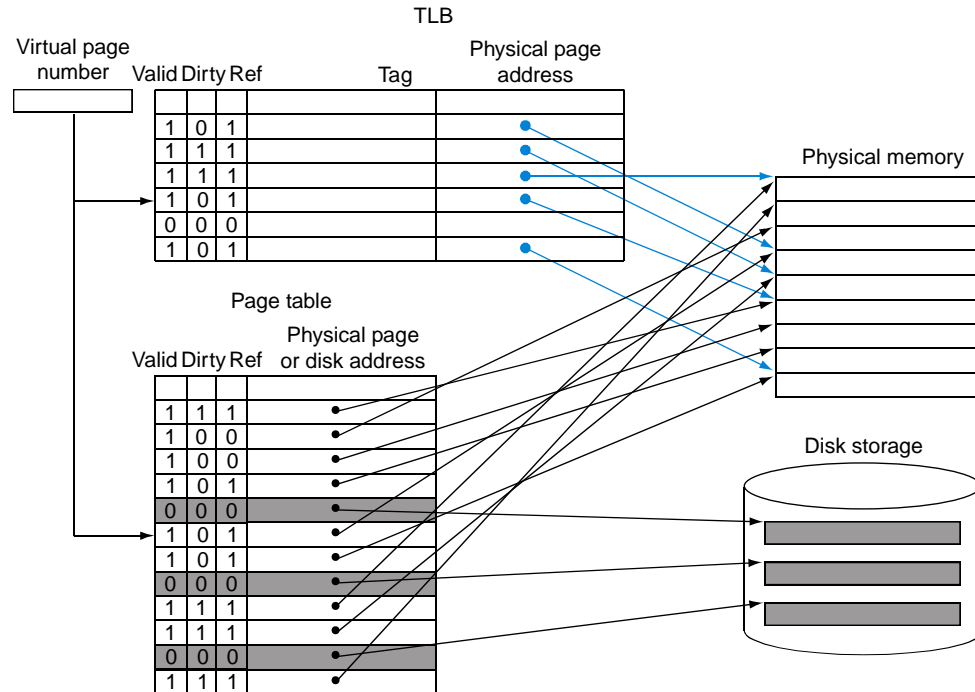 TLB
Virtual page
number
Valid Dirty Ref
Tag
Physical page
address
1 0 1
1 1 1
1 1 1
1 0 1
0 0 0
1 0 1
Physical memory
Page table
Valid Dirty Ref
Physical page
or disk address
1 1 1
1 0 0
1 0 0
1 0 1
0 0 0
1 0 1
1 0 1
0 0 0
1 1 1
1 1 1
0 0 0
1 1 1
Disk storage